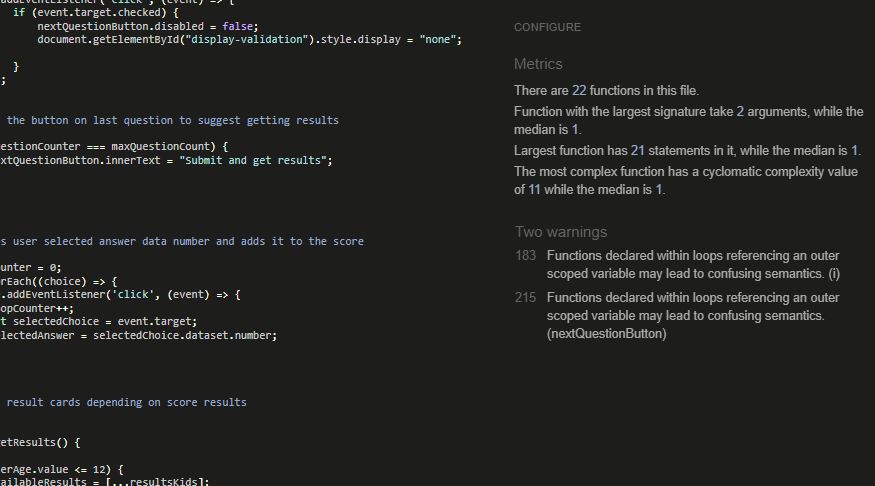 if (event.target.checked) {
nextQuestionButton.disabled = false;
document.getElementById("display-validation").style.display = "none";
}
;
the button on last question to suggest getting results
estionCounter === maxQuestionCount) {
xtQuestionButton.innerText = "Submit and get results";
s user selected answer data number and adds it to the score
unter = 0;
rEach((choice) => {
.addEventListener('click', (event) => {
opCounter++;
t selectedChoice = event.target;
lectedAnswer = selectedChoice.dataset.number;
result cards depending on score results
etResults() {
erAge.value <= 12) {
ailableResults = [...resultsKids];
CONFIGURE
Metrics
There are 22 functions in this file.
Function with the largest signature take 2 arguments, while the
median is 1.
Largest function has 21 statements in it, while the median is 1.
The most complex function has a cyclomatic complexity value
of 11 while the median is 1.
Two warnings
183 Functions declared within loops referencing an outer
scoped variable may lead to confusing semantics. (i)
215 Functions declared within loops referencing an outer
scoped variable may lead to confusing semantics.
(nextQuestionButton)